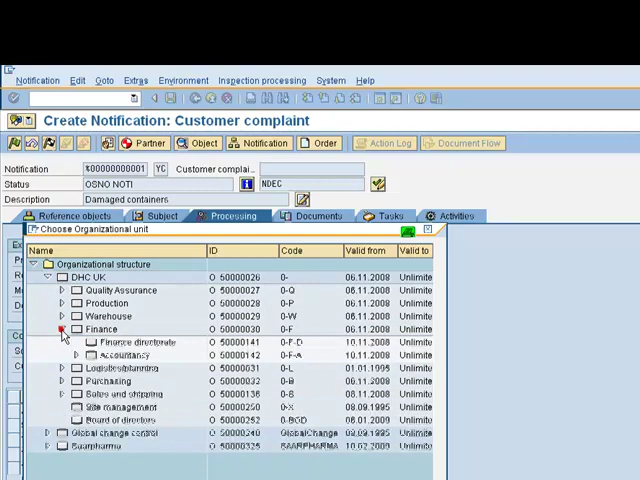 Notification Edit Goto Extras Environment Inspection processing System Help
Create Notification: Customer complaint
Partner Object Notification Order Action Log Document Flow
Notification %00000000001 YC Customer complai...
Status OSNO NOTI NDEC
Description Damaged containers
Reference objects Subject Processing Documents Tasks Activities
Choose Organizational unit
Name ID Code Valid from Valid to
Organizational structure
DHC UK O 50000026 0- 06.11.2008 Unlimite
Quality Assurance O 50000027 0-Q 06.11.2008 Unlimite
Production O 50000028 0-P 06.11.2008 Unlimite
Warehouse O 50000029 0-W 06.11.2008 Unlimite
Finance O 50000030 0-F 06.11.2008 Unlimite
Finance directorate O 50000141 0-F-D 10.11.2008 Unlimite
Accountancy O 50000142 0-F-A 10.11.2008 Unlimite
Logistics/planning O 50000031 0-L 01.01.1995 Unlimite
Purchasing O 50000032 0-B 06.11.2008 Unlimite
Sales and shipping O 50000136 0-S 06.11.2008 Unlimite
Site management O 50000250 0-X 08.09.1995 Unlimite
Board of directors O 50000252 0-BOD 06.01.2009 Unlimite
Global change control O 50000240 GlobalChange Unlimite
Saarpharma O 50000325 SAARPHARMA 10.02.2009 Unlimite